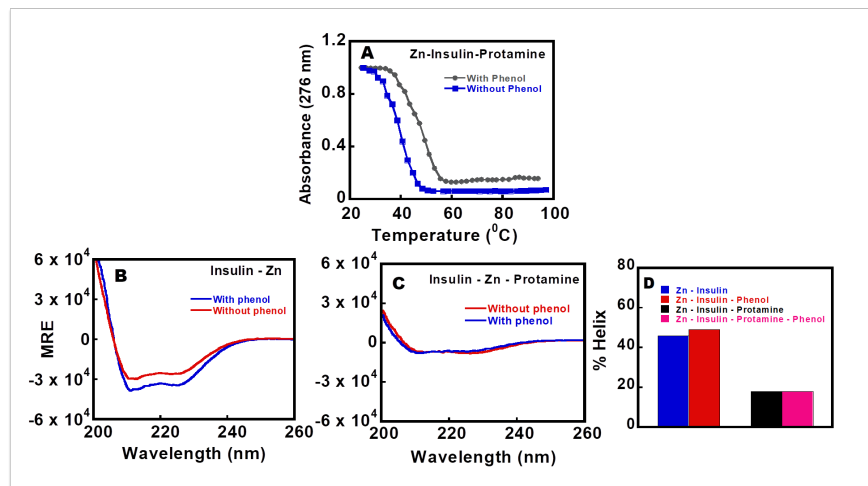 A
Zn-Insulin-Protamine
With Phenol
Without Phenol
Absorbance (276 nm)
1.2
0.8
0.4
0
20
40
60
80
100
Temperature (⁰C)
B
Insulin - Zn
With phenol
Without phenol
MRE
6 x 10⁴
3 x 10⁴
0
-3 x 10⁴
-6 x 10⁴
200
220
240
260
Wavelength (nm)
C
Insulin - Zn - Protamine
Without phenol
With phenol
6 x 10⁴
3 x 10⁴
0
-3 x 10⁴
-6 x 10⁴
200
220
240
260
Wavelength (nm)
D
Zn - Insulin
Zn - Insulin - Phenol
Zn - Insulin - Protamine
Zn - Insulin - Protamine - Phenol
% Helix
80
60
40
20
0